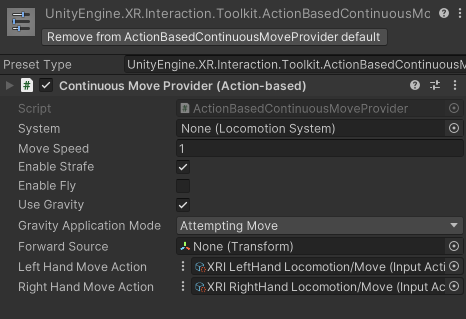 UnityEngine.XR.Interaction.Toolkit.ActionBasedContinuousMo
Remove from ActionBasedContinuousMoveProvider default
Preset Type UnityEngine.XR.Interaction.Toolkit.ActionBasedContinuousM
Continuous Move Provider (Action-based)
Script ActionBasedContinuousMoveProvider
System None (Locomotion System)
Move Speed 1
Enable Strafe
Enable Fly
Use Gravity
Gravity Application Mode Attempting Move
Forward Source None (Transform)
Left Hand Move Action XRI LeftHand Locomotion/Move (Input Acti
Right Hand Move Action XRI RightHand Locomotion/Move (Input Act